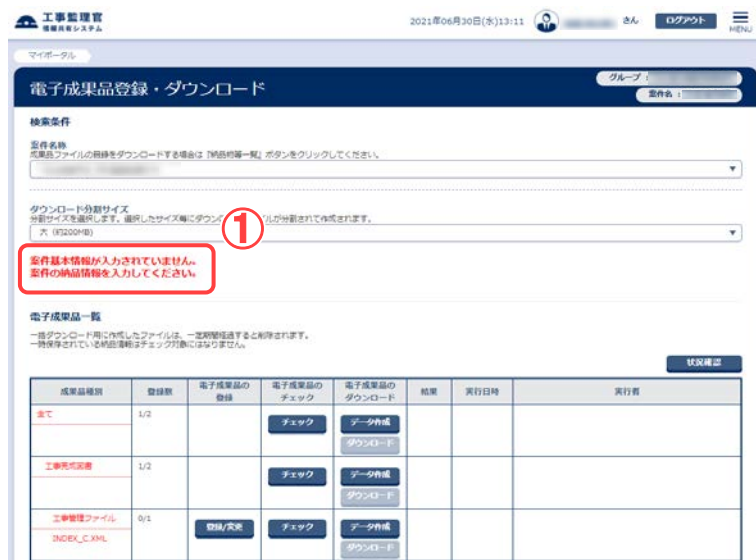 工事監理官
情報共有システム
2021年06月30日(水)13:11
さん
ログアウト
MENU
マイポータル
電子成果品登録・ダウンロード
グループ：
案件名：
検索条件
案件名称
成果品ファイルの目録をダウンロードする場合は『納品物等一覧』ボタンをクリックしてください。
ダウンロード分割サイズ
分割サイズを選択します。選択したサイズ毎にダウン
ルが分割されて作成されます。
大 (約200MB)
①
案件基本情報が入力されていません。
案件の納品情報を入力してください。
電子成果品一覧
一括ダウンロード用に作成したファイルは、一定期間経過すると削除されます。
一時保存されている納品情報はチェック対象にはなりません。
状況確認
成果品種別 登録数 電子成果品の登録 電子成果品のチェック 電子成果品のダウンロード 結果 実行日時 実行者
全て 1/2 チェック データ作成
ダウンロード
工事完成図書 1/2 チェック データ作成
ダウンロード
工事管理ファイル 0/1 登録/変更 チェック データ作成
INDEX_C.XML ダウンロード